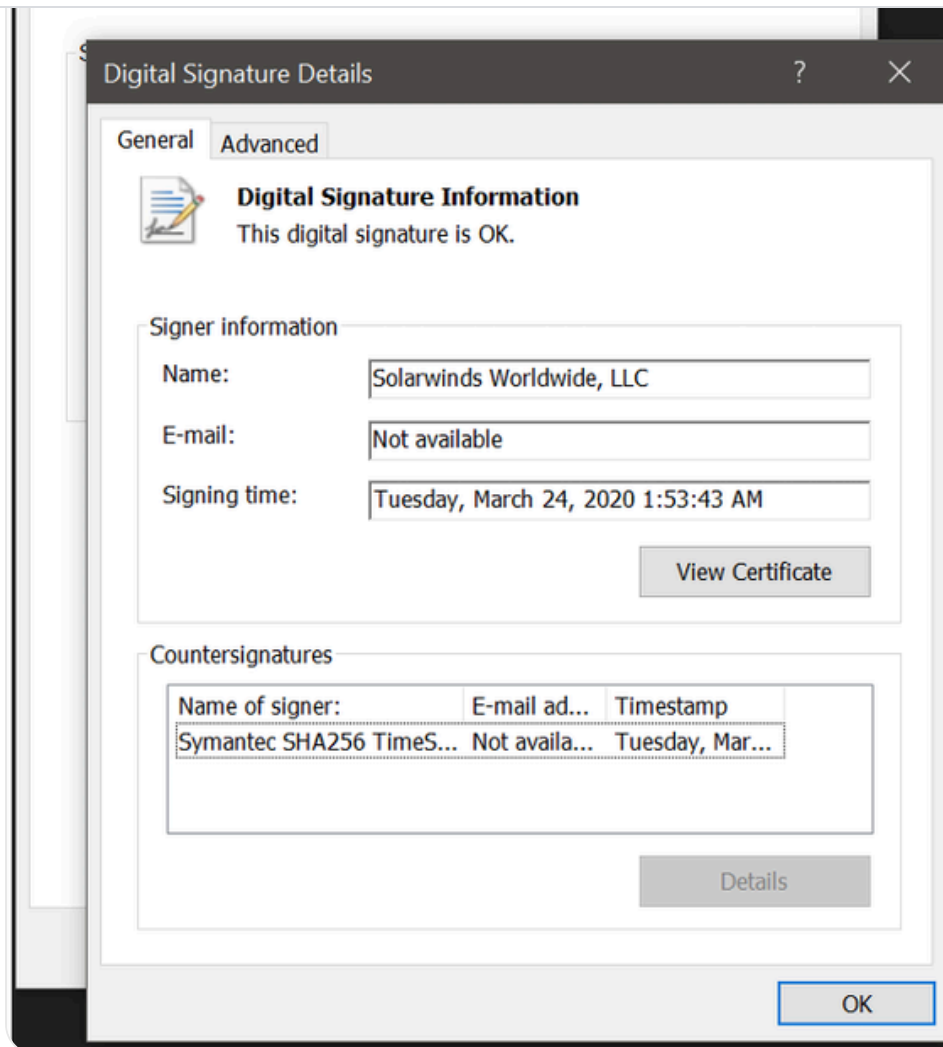 S
Digital Signature Details ?
General Advanced
Digital Signature Information
This digital signature is OK.
Signer information
Name: Solarwinds Worldwide, LLC
E-mail: Not available
Signing time: Tuesday, March 24, 2020 1:53:43 AM
View Certificate
Countersignatures
Name of signer: E-mail ad... Timestamp
Symantec SHA256 TimeS... Not availa... Tuesday, Mar...
Details
OK